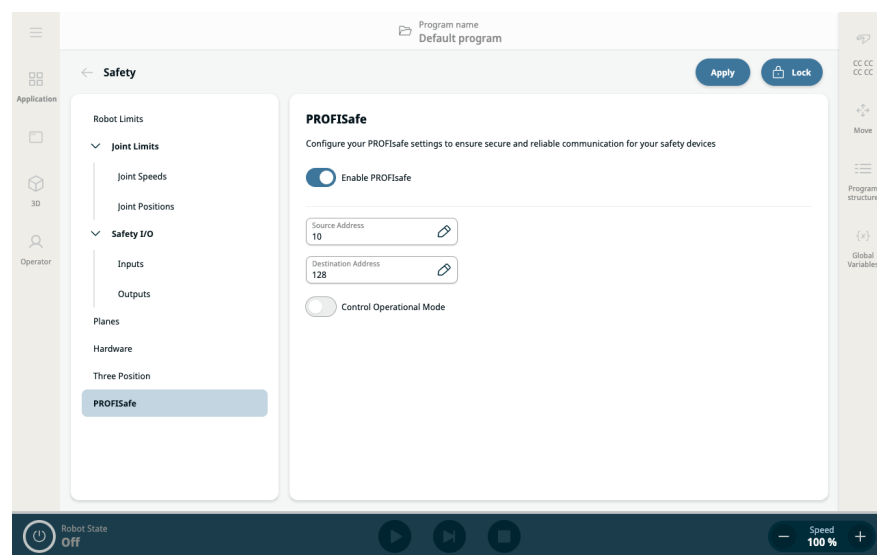 Program name
Default program
Safety
Apply
Lock
Application
3D
Operator
Robot Limits
Joint Limits
Joint Speeds
Joint Positions
Safety I/O
Inputs
Outputs
Planes
Hardware
Three Position
PROFISafe
PROFISafe
Configure your PROFIsafe settings to ensure secure and reliable communication for your safety devices
Enable PROFIsafe
Source Address
10
Destination Address
128
Control Operational Mode
CC CC
CC CC
Move
Program
structure
{x}
Global
Variables
Robot State
Off
Speed
100 %